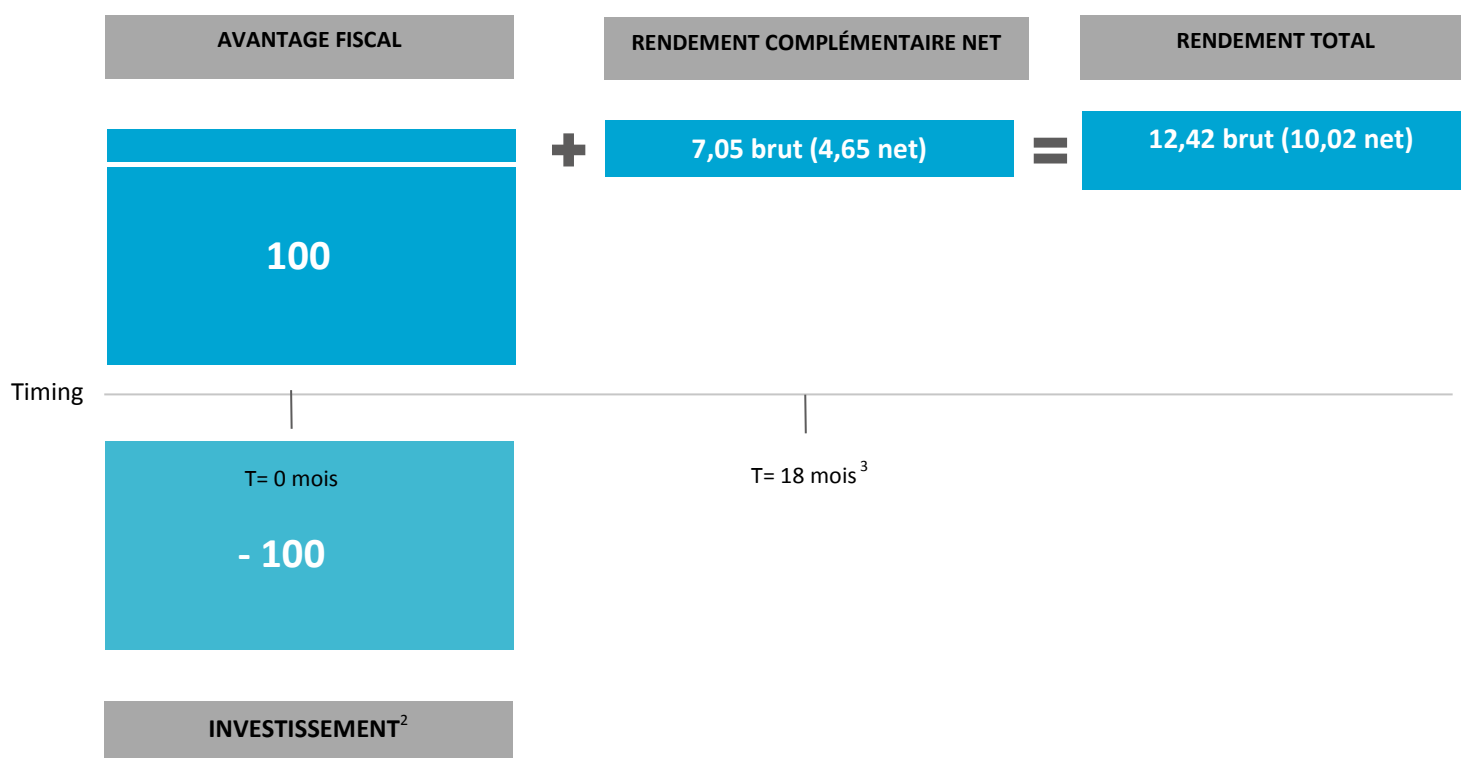 AVANTAGE FISCAL
RENDEMENT COMPLÉMENTAIRE NET
RENDEMENT TOTAL
7,05 brut (4,65 net)
12,42 brut (10,02 net)
100
Timing
T= 0 mois
T= 18 mois 3
- 100
INVESTISSEMENT2